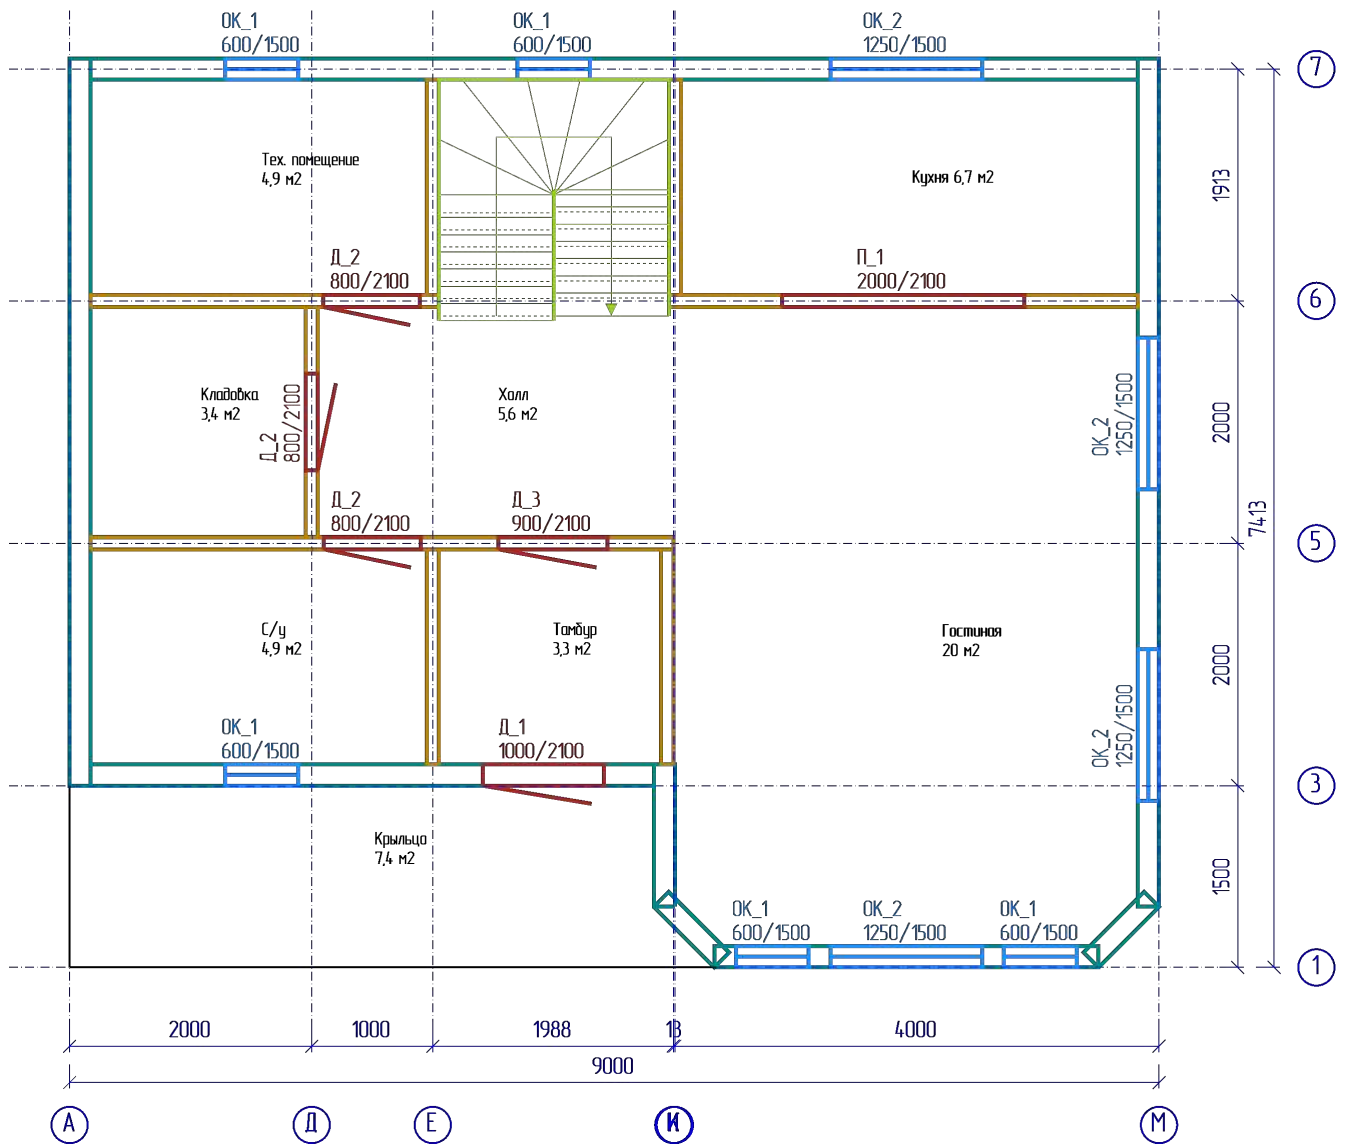 ОК_1
600/1500
ОК_1
600/1500
ОК_2
1250/1500
7
Тех. помещение
4,9 м2
Кухня 6,7 м2
1913
Д_2
800/2100
П_1
2000/2100
6
Кладовка
3,4 м2
Д_2
800/2100
Холл
5,6 м2
ОК_2
1250/1500
2000
7413
Д_2
800/2100
Д_3
900/2100
5
С/у
4,9 м2
Тамбур
3,3 м2
Гостиная
20 м2
2000
ОК_1
600/1500
Д_1
1000/2100
ОК_2
1250/1500
3
Крыльцо
7,4 м2
1500
ОК_1
600/1500
ОК_2
1250/1500
ОК_1
600/1500
1
2000
1000
1988
13
4000
9000
А
Д
Е
М